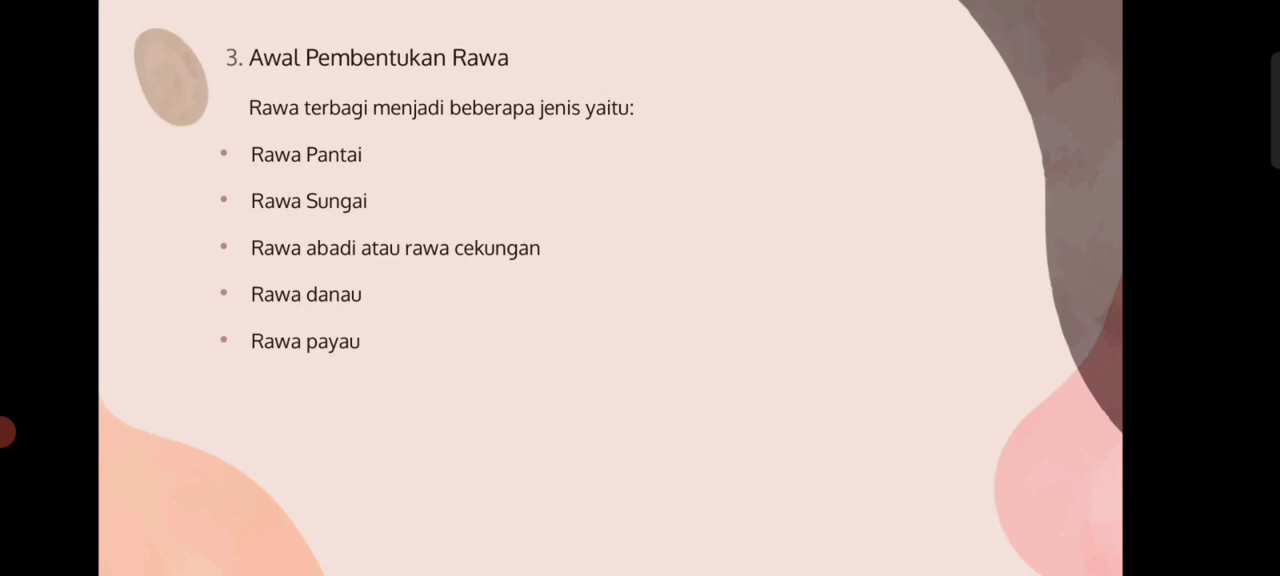 3. Awal Pembentukan Rawa
Rawa terbagi menjadi beberapa jenis yaitu:
• Rawa Pantai
• Rawa Sungai
• Rawa abadi atau rawa cekungan
• Rawa danau
• Rawa payau